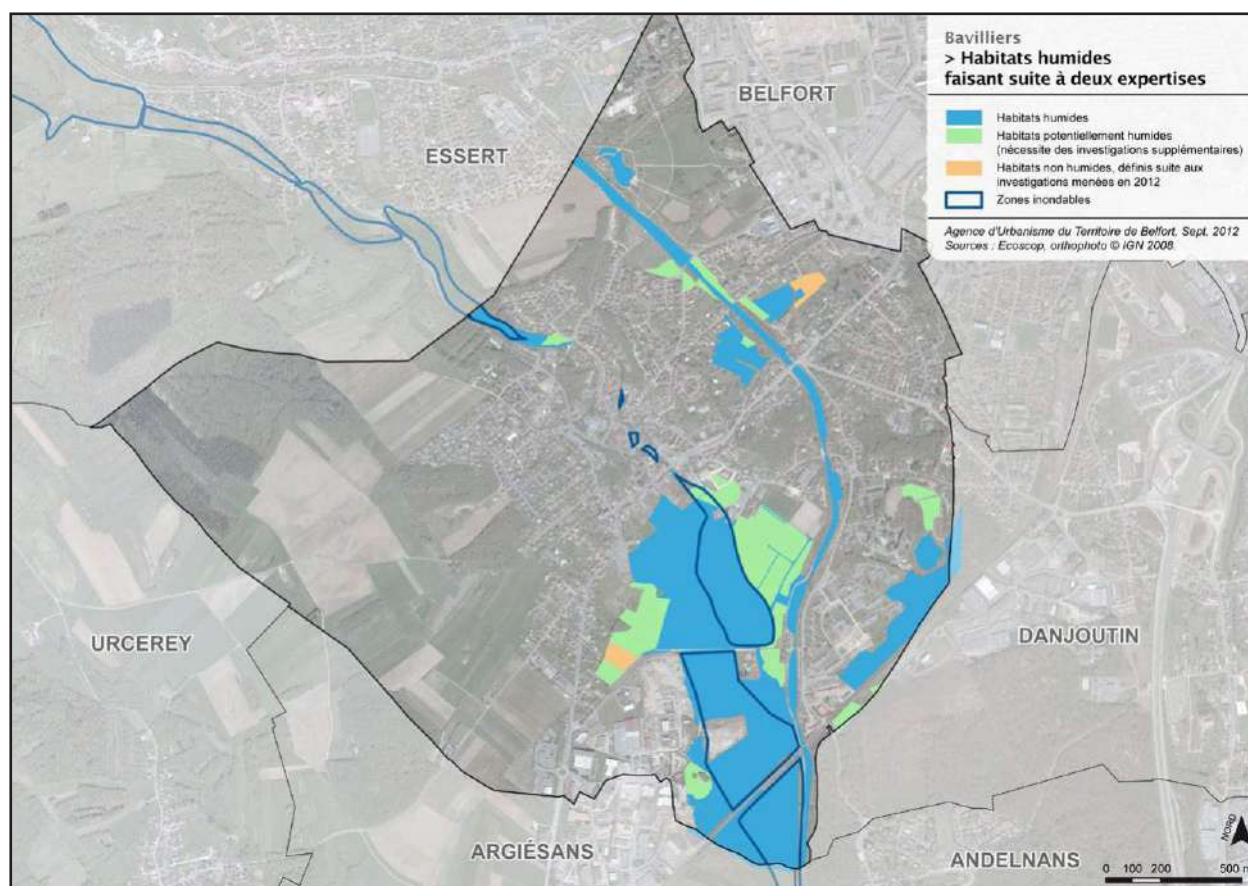 Bavilliers
> Habitats humides
faisant suite à deux expertises
Habitats humides
Habitats potentiellement humides
(nécessite des investigations supplémentaires)
Habitats non humides, définis suite aux
investigations menées en 2012
Zones inondables
Agence d'Urbanisme du Territoire de Belfort, Sept. 2012
Sources : Ecoscop, orthophoto © IGN 2008.
BELFORT
ESSERT
URCEREY
DANJOUTIN
ARGIÉSANS
ANDELNANS
NORD
0 100 200 500 m